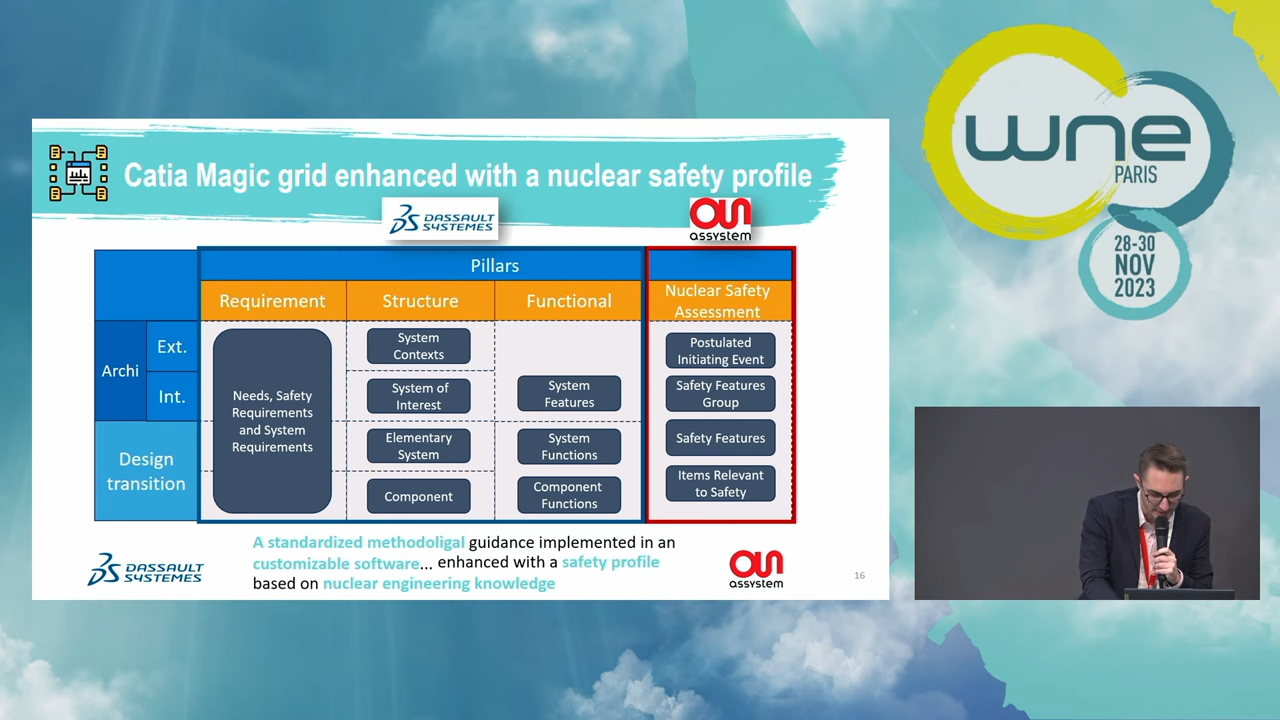 Catia Magic grid enhanced with a nuclear safety profile
DASSAULT
SYSTEMES
assystem
Pillars
Requirement
Structure
Functional
Nuclear Safety
Assessment
Archi
Ext.
Int.
Design
transition
Needs, Safety
Requirements
and System
Requirements
System
Contexts
System of
Interest
Elementary
System
Component
System
Features
System
Functions
Component
Functions
Postulated
Initiating Event
Safety Features
Group
Safety Features
Items Relevant
to Safety
A standardized methodoligal guidance implemented in an
customizable software... enhanced with a safety profile
based on nuclear engineering knowledge
DASSAULT
SYSTEMES
assystem
16
wne
PARIS
28-30
NOV
2023